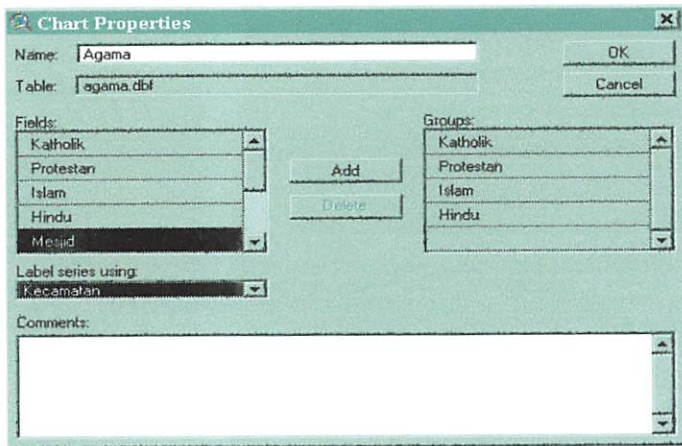 Chart Properties
Name: Agama
OK
Table: agama.dbf
Cancel
Fields:
Katholik
Protestan
Islam
Hindu
Mesjid
Add
Delete
Groups:
Katholik
Protestan
Islam
Hindu
Label series using:
Kecamatan
Comments: